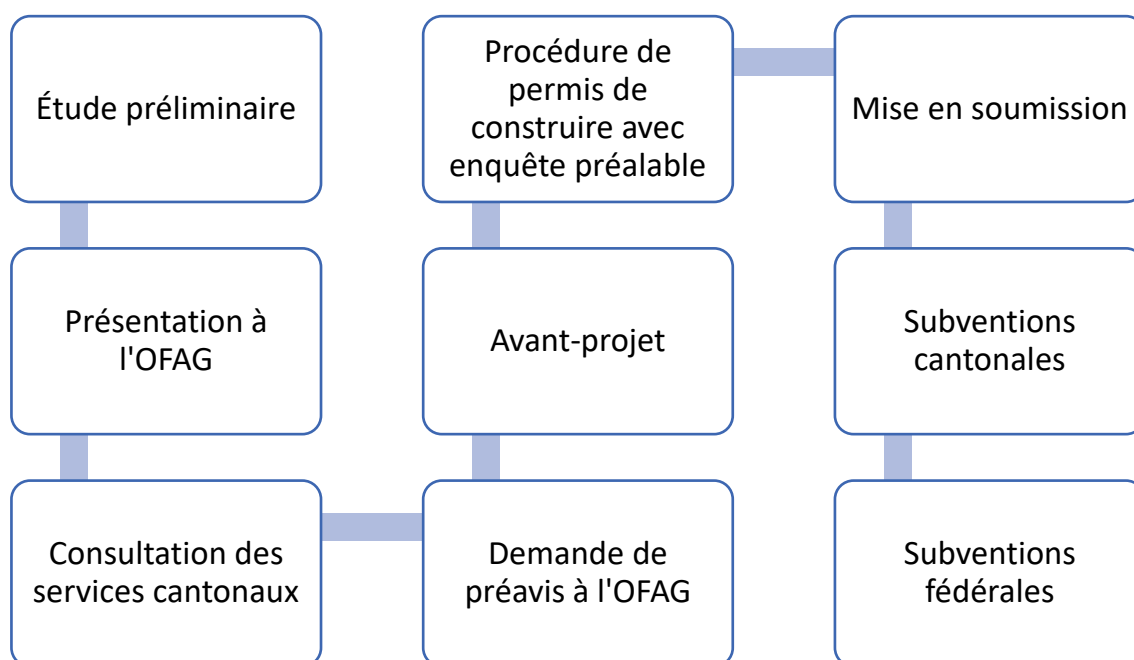 Étude préliminaire
Présentation à
l'OFAG
Consultation des
services cantonaux
Demande de
préavis à l'OFAG
Avant-projet
Procédure de
permis de
construire avec
enquête préalable
Mise en soumission
Subventions
cantonales
Subventions
fédérales